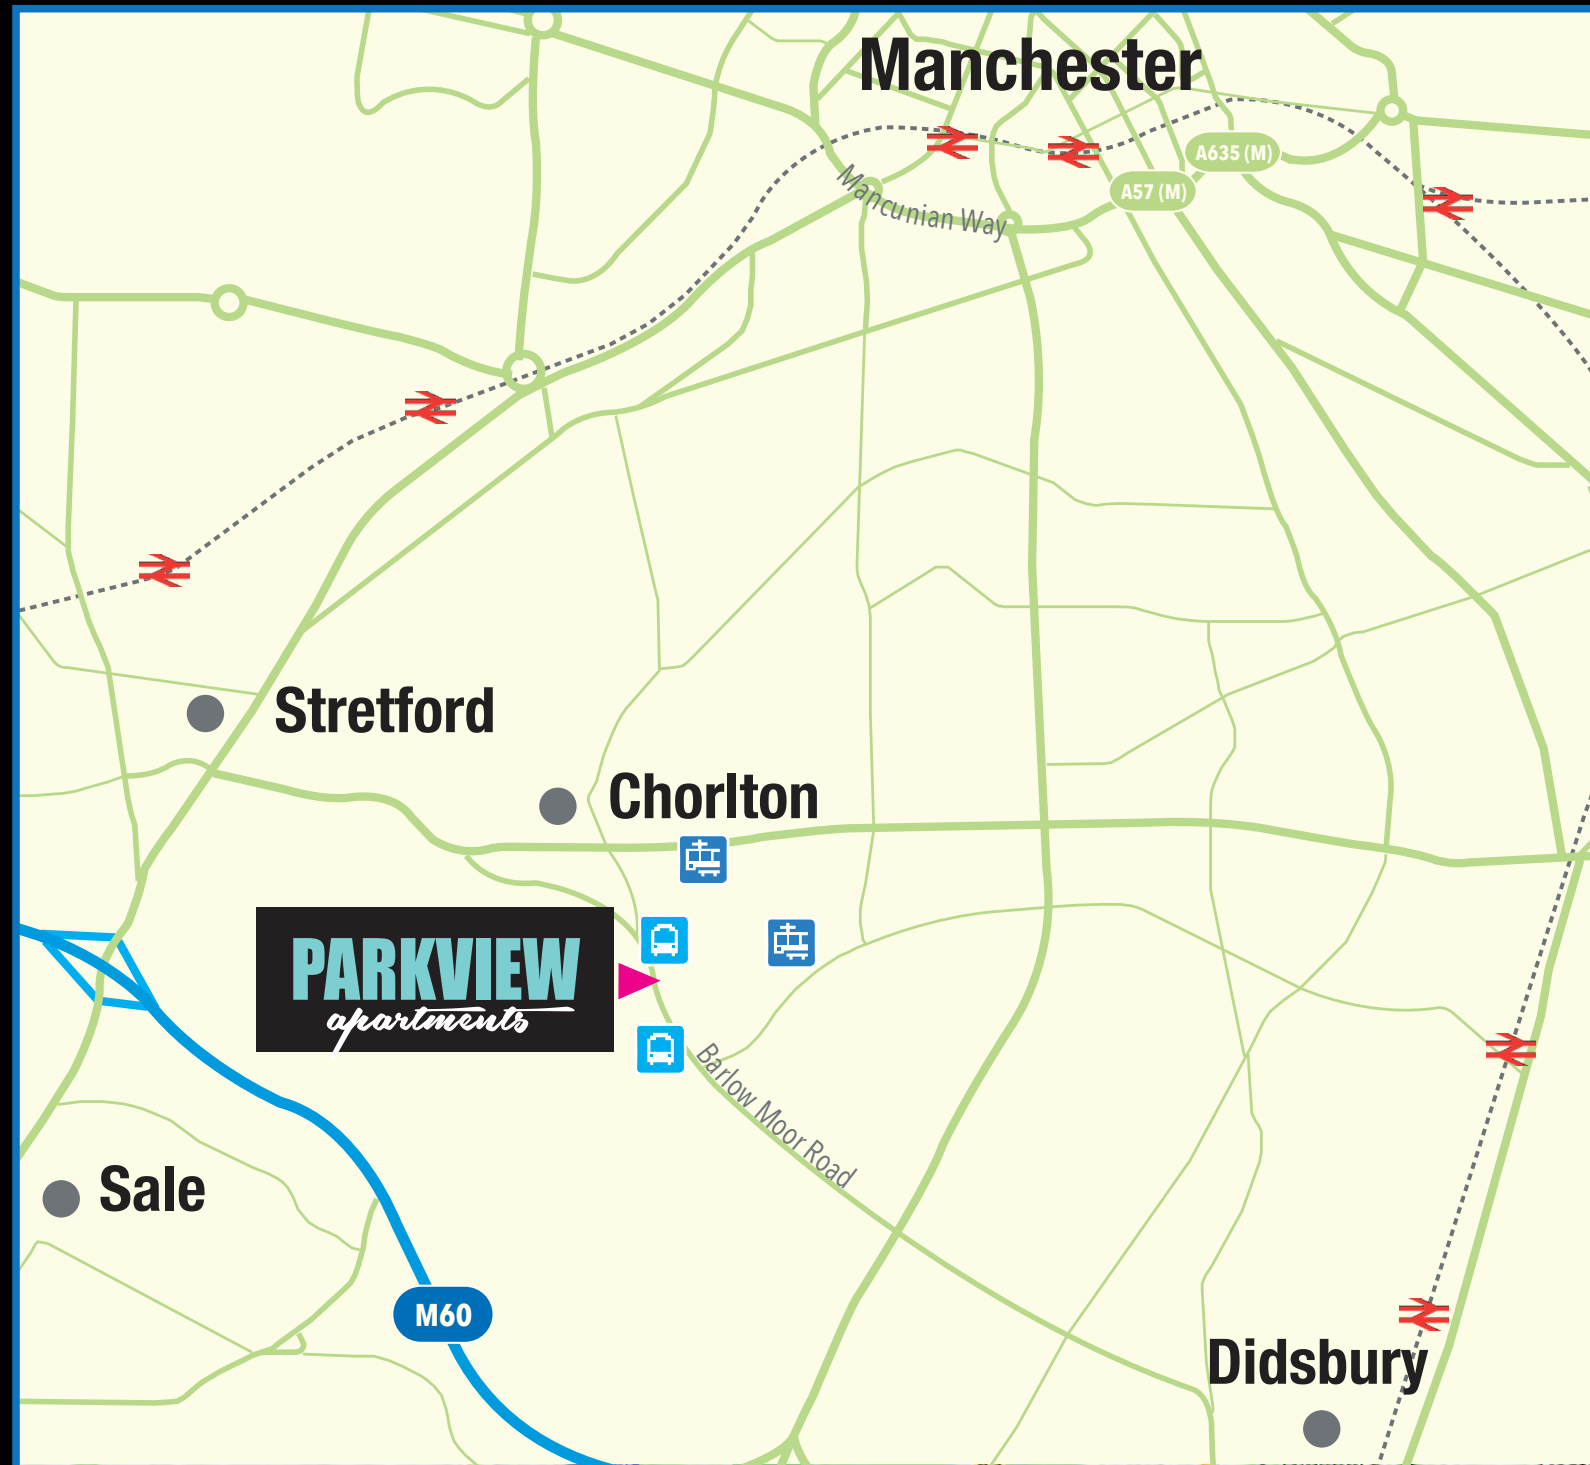 Manchester
A635 (M)
A57 (M)
Mancunian Way
Stretford
Chorlton
PARKVIEW
apartments
Barlow Moor Road
Sale
M60
Didsbury